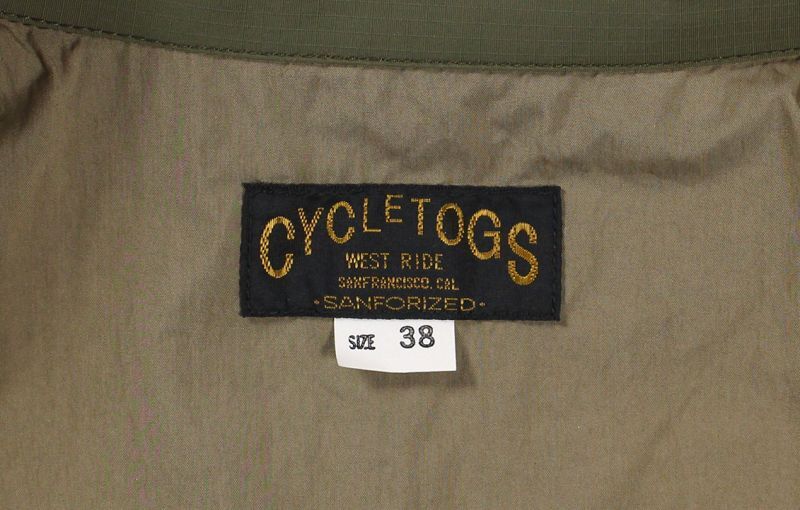 CYCLETOGS
WEST RIDE
SANFRANCISCO.CAL
·SANFORIZED·
SIZE 38